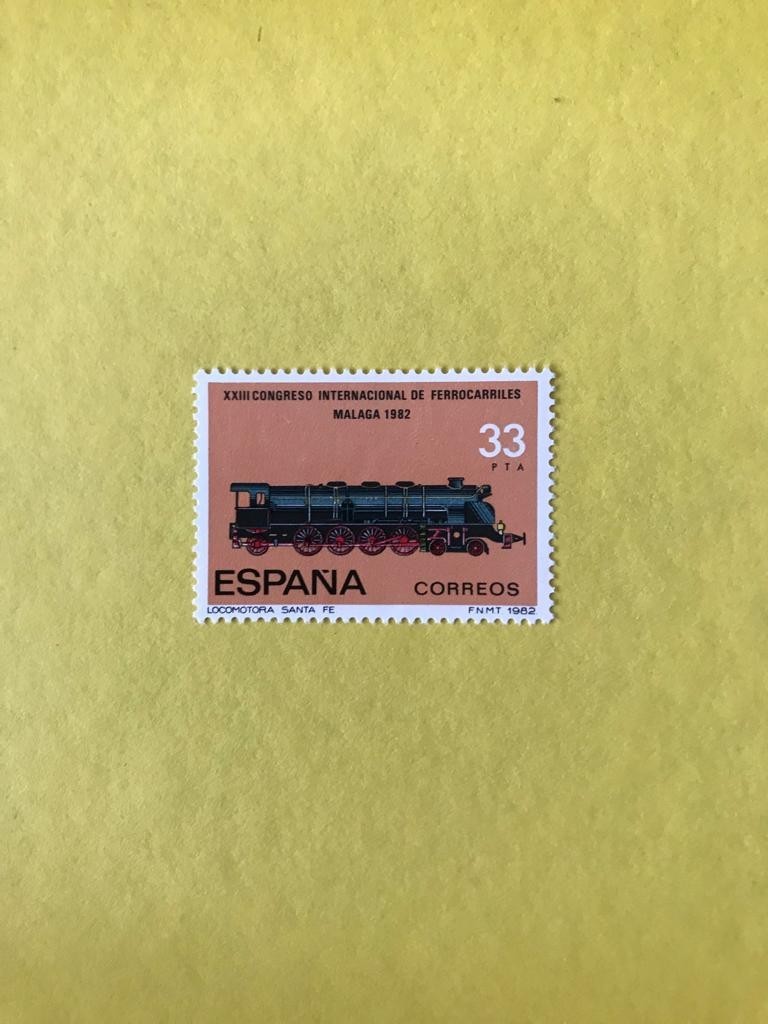 XXIII CONGRESO INTERNACIONAL DE FERROCARRILES
MALAGA 1982
33
PTA
ESPAÑA CORREOS
LOCOMOTORA SANTA FE FNMT 1982